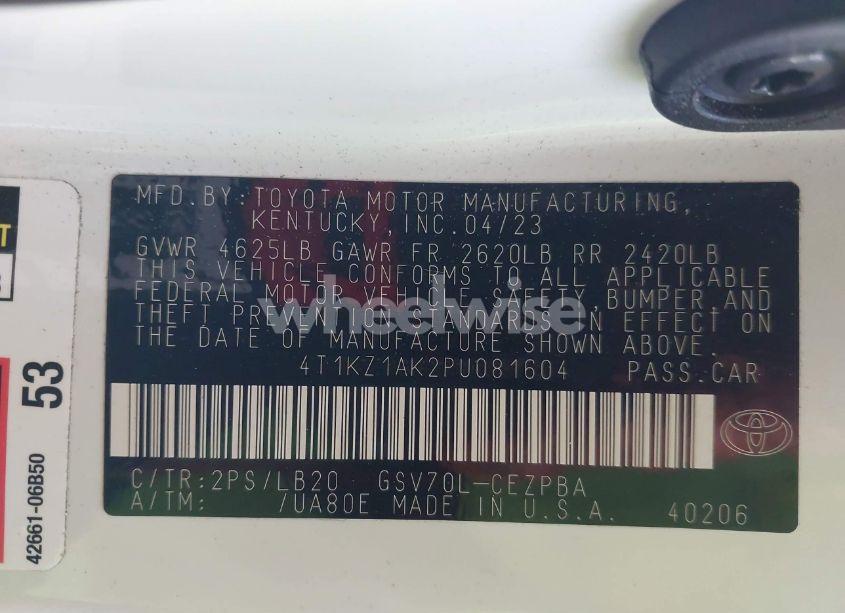 MFD.BY:TOYOTA MOTOR MANUFACTURING,
KENTUCKY,INC.04/23
GVWR 4625LB GAWR FR 2620LB RR 2420LB
THIS VEHICLE CONFORMS TO ALL APPLICABLE
FEDERAL MOTOR VEHICLE SAFETY,BUMPER,AND
THEFT PREVENTION STANDARDS IN EFFECT ON
THE DATE OF MANUFACTURE SHOWN ABOVE.
4T1KZ1AK2PU081604 PASS.CAR
C/TR:2PS/LB20 GSV70L-CEZPBA
A/TM: /UA80E MADE IN U.S.A. 40206
wheelwise
53
42661-06B50